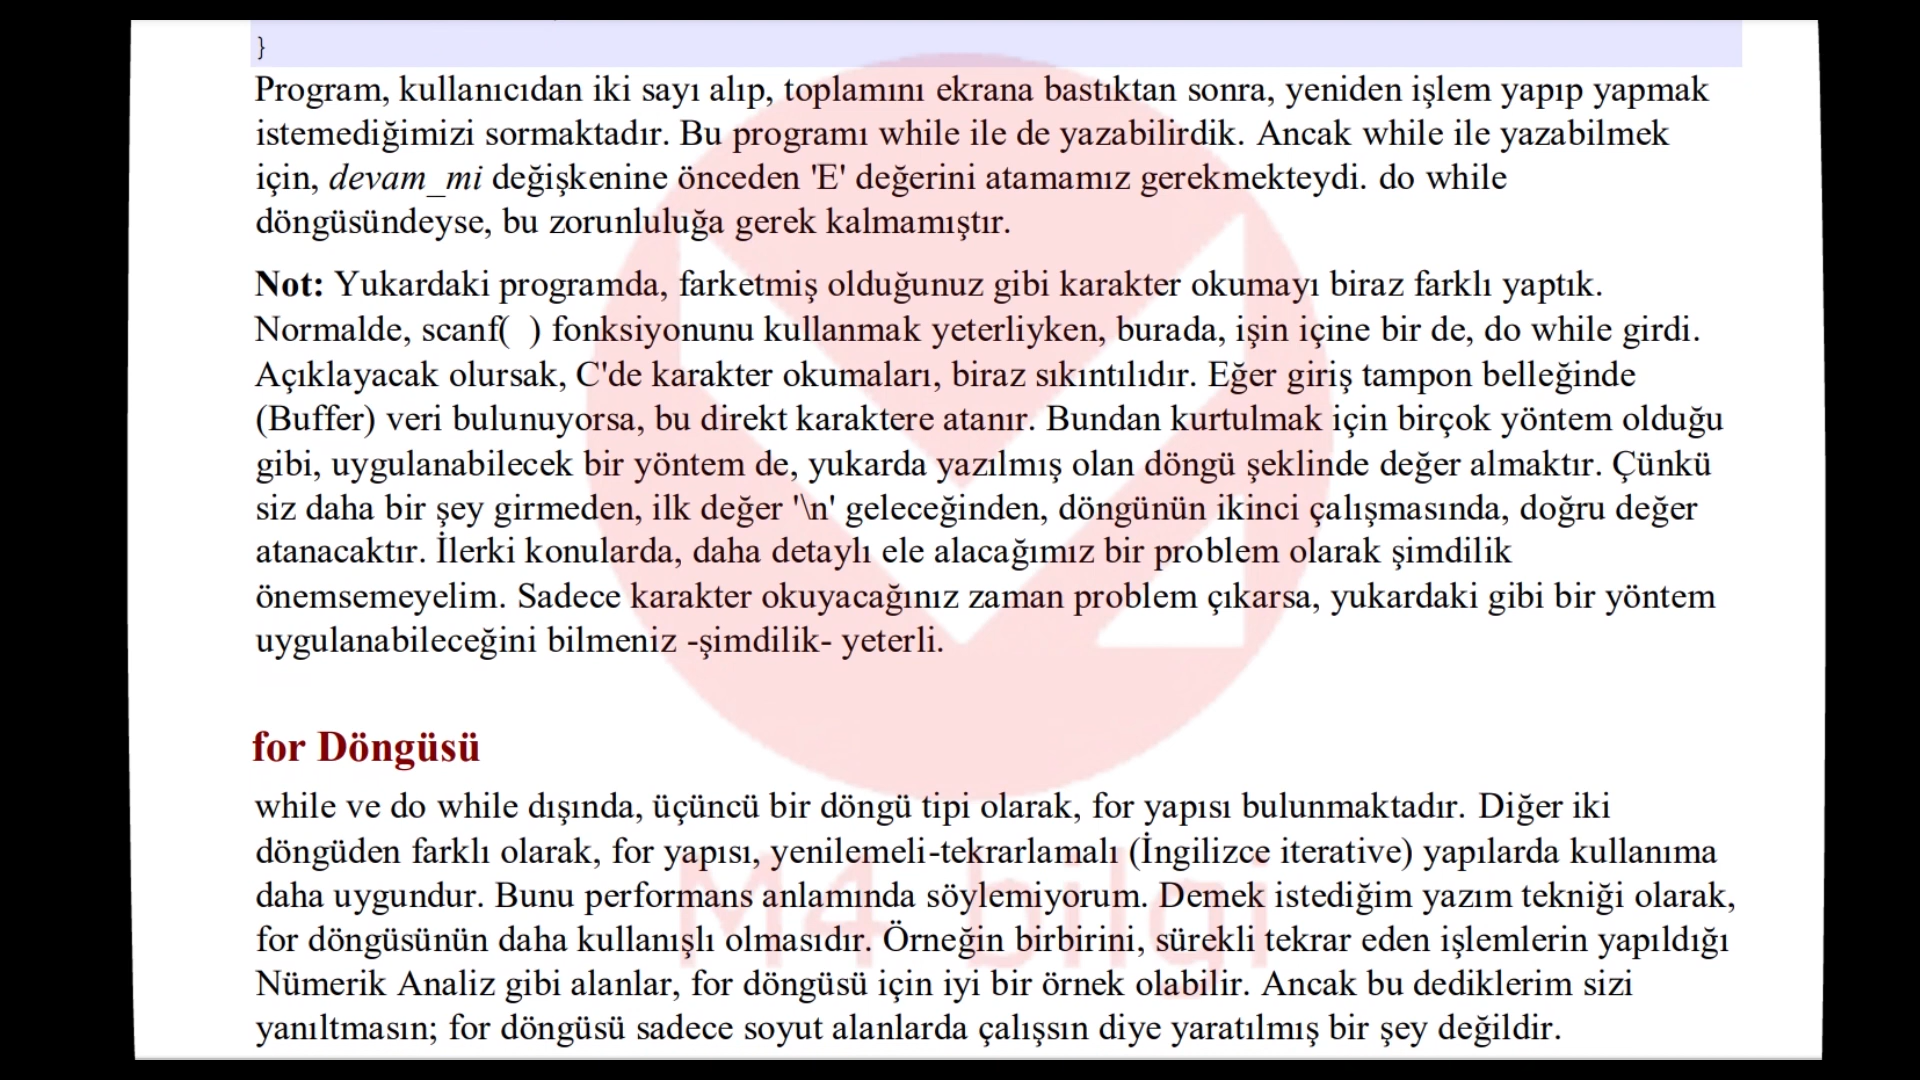 }
Program, kullanıcıdan iki sayı alıp, toplamını ekrana bastıktan sonra, yeniden işlem yapıp yapmak
istemediğimizi sormaktadır. Bu programı while ile de yazabilirdik. Ancak while ile yazabilmek
için, devam_mi değişkenine önceden 'E' değerini atamamız gerekmekteydi. do while
döngüsündeyse, bu zorunluluğa gerek kalmamıştır.
Not: Yukardaki programda, farketmiş olduğunuz gibi karakter okumayı biraz farklı yaptık.
Normalde, scanf( ) fonksiyonunu kullanmak yeterliyken, burada, işin içine bir de, do while girdi.
Açıklayacak olursak, C'de karakter okumaları, biraz sıkıntılıdır. Eğer giriş tampon belleğinde
(Buffer) veri bulunuyorsa, bu direkt karaktere atanır. Bundan kurtulmak için birçok yöntem olduğu
gibi, uygulanabilecek bir yöntem de, yukarda yazılmış olan döngü şeklinde değer almaktır. Çünkü
siz daha bir şey girmeden, ilk değer '\n' geleceğinden, döngünün ikinci çalışmasında, doğru değer
atanacaktır. İlerki konularda, daha detaylı ele alacağımız bir problem olarak şimdilik
önemsemeyelim. Sadece karakter okuyacağınız zaman problem çıkarsa, yukardaki gibi bir yöntem
uygulanabileceğini bilmeniz -şimdilik- yeterli.
for Döngüsü
while ve do while dışında, üçüncü bir döngü tipi olarak, for yapısı bulunmaktadır. Diğer iki
döngüden farklı olarak, for yapısı, yenilemeli-tekrarlamalı (İngilizce iterative) yapılarda kullanıma
daha uygundur. Bunu performans anlamında söylemiyorum. Demek istediğim yazım tekniği olarak,
for döngüsünün daha kullanışlı olmasıdır. Örneğin birbirini, sürekli tekrar eden işlemlerin yapıldığı
Nümerik Analiz gibi alanlar, for döngüsü için iyi bir örnek olabilir. Ancak bu dediklerim sizi
yanıltmasın; for döngüsü sadece soyut alanlarda çalışsın diye yaratılmış bir şey değildir.
M4 bilgi